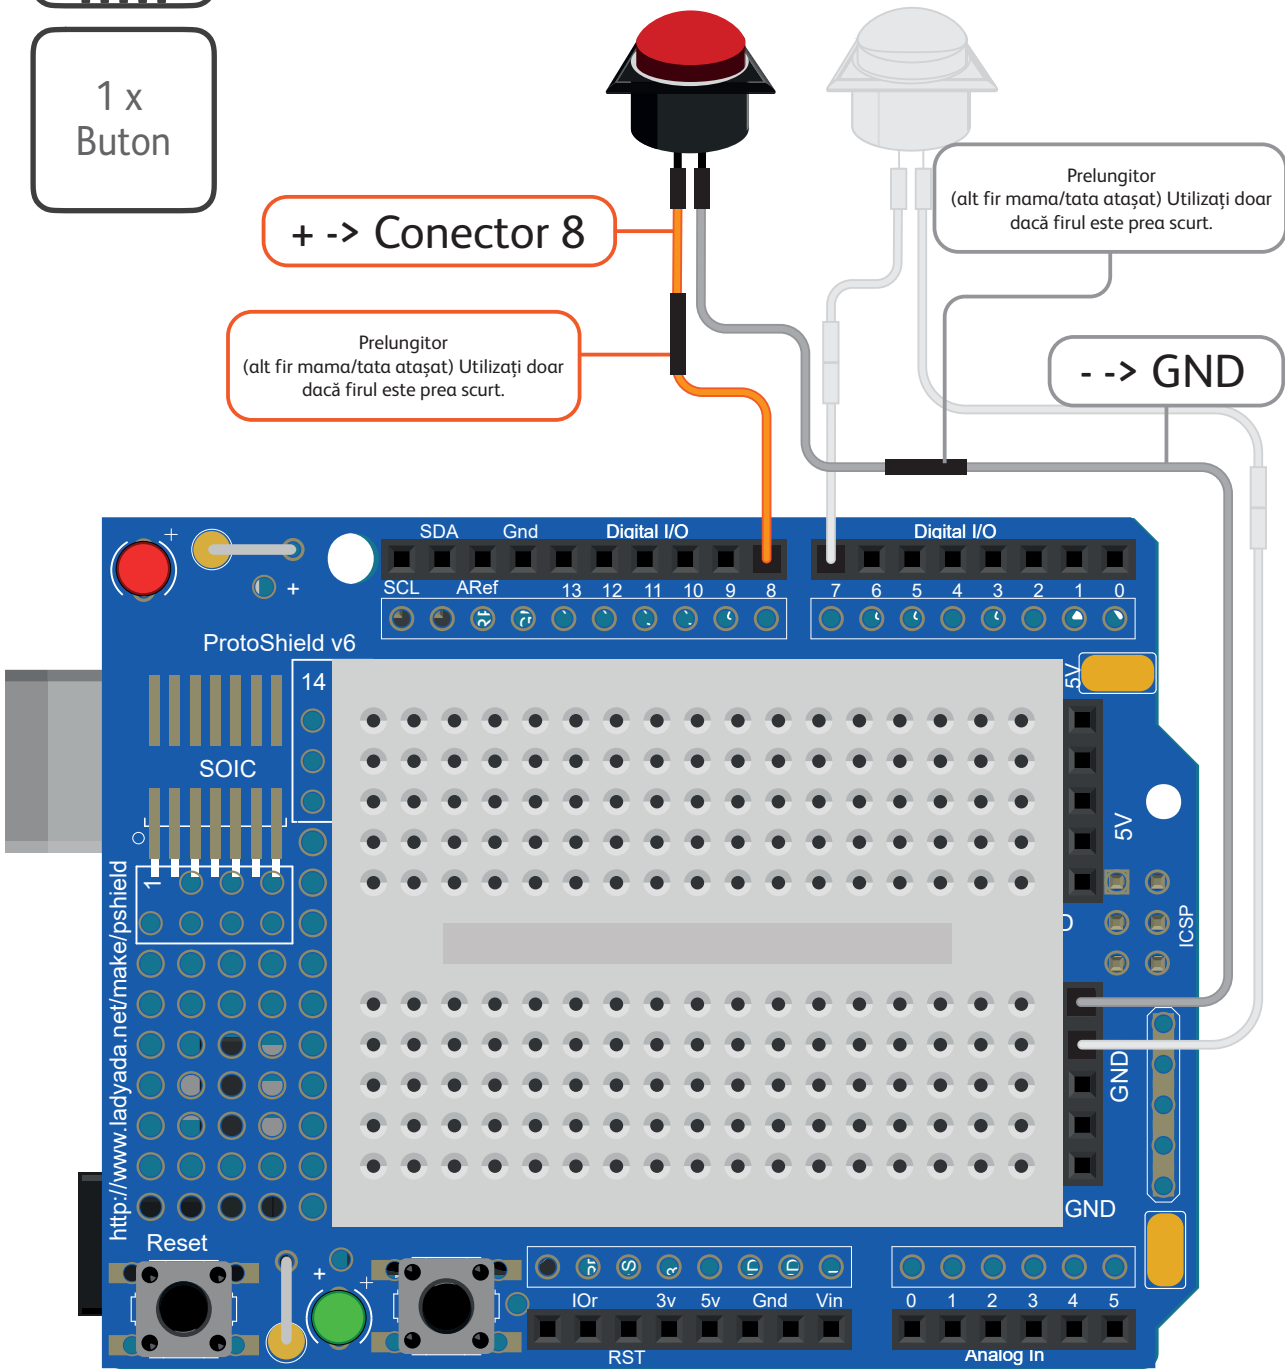 1 x
Buton
+ -> Conector 8
Prelungitor
(alt fir mama/tata atașat) Utilizați doar
dacă firul este prea scurt.
Prelungitor
(alt fir mama/tata atașat) Utilizați doar
dacă firul este prea scurt.
- -> GND
SDA Gnd Digital I/O Digital I/O
SCL ARef 13 12 11 10 9 8 7 6 5 4 3 2 1 0
+
+
ProtoShield v6
14
5V
SOIC
5V
1
ICSP
http://www.ladyada.net/make/pshield
GND
GND
Reset
+
+
IOr 3v 5v Gnd Vin 0 1 2 3 4 5
RST Analog In